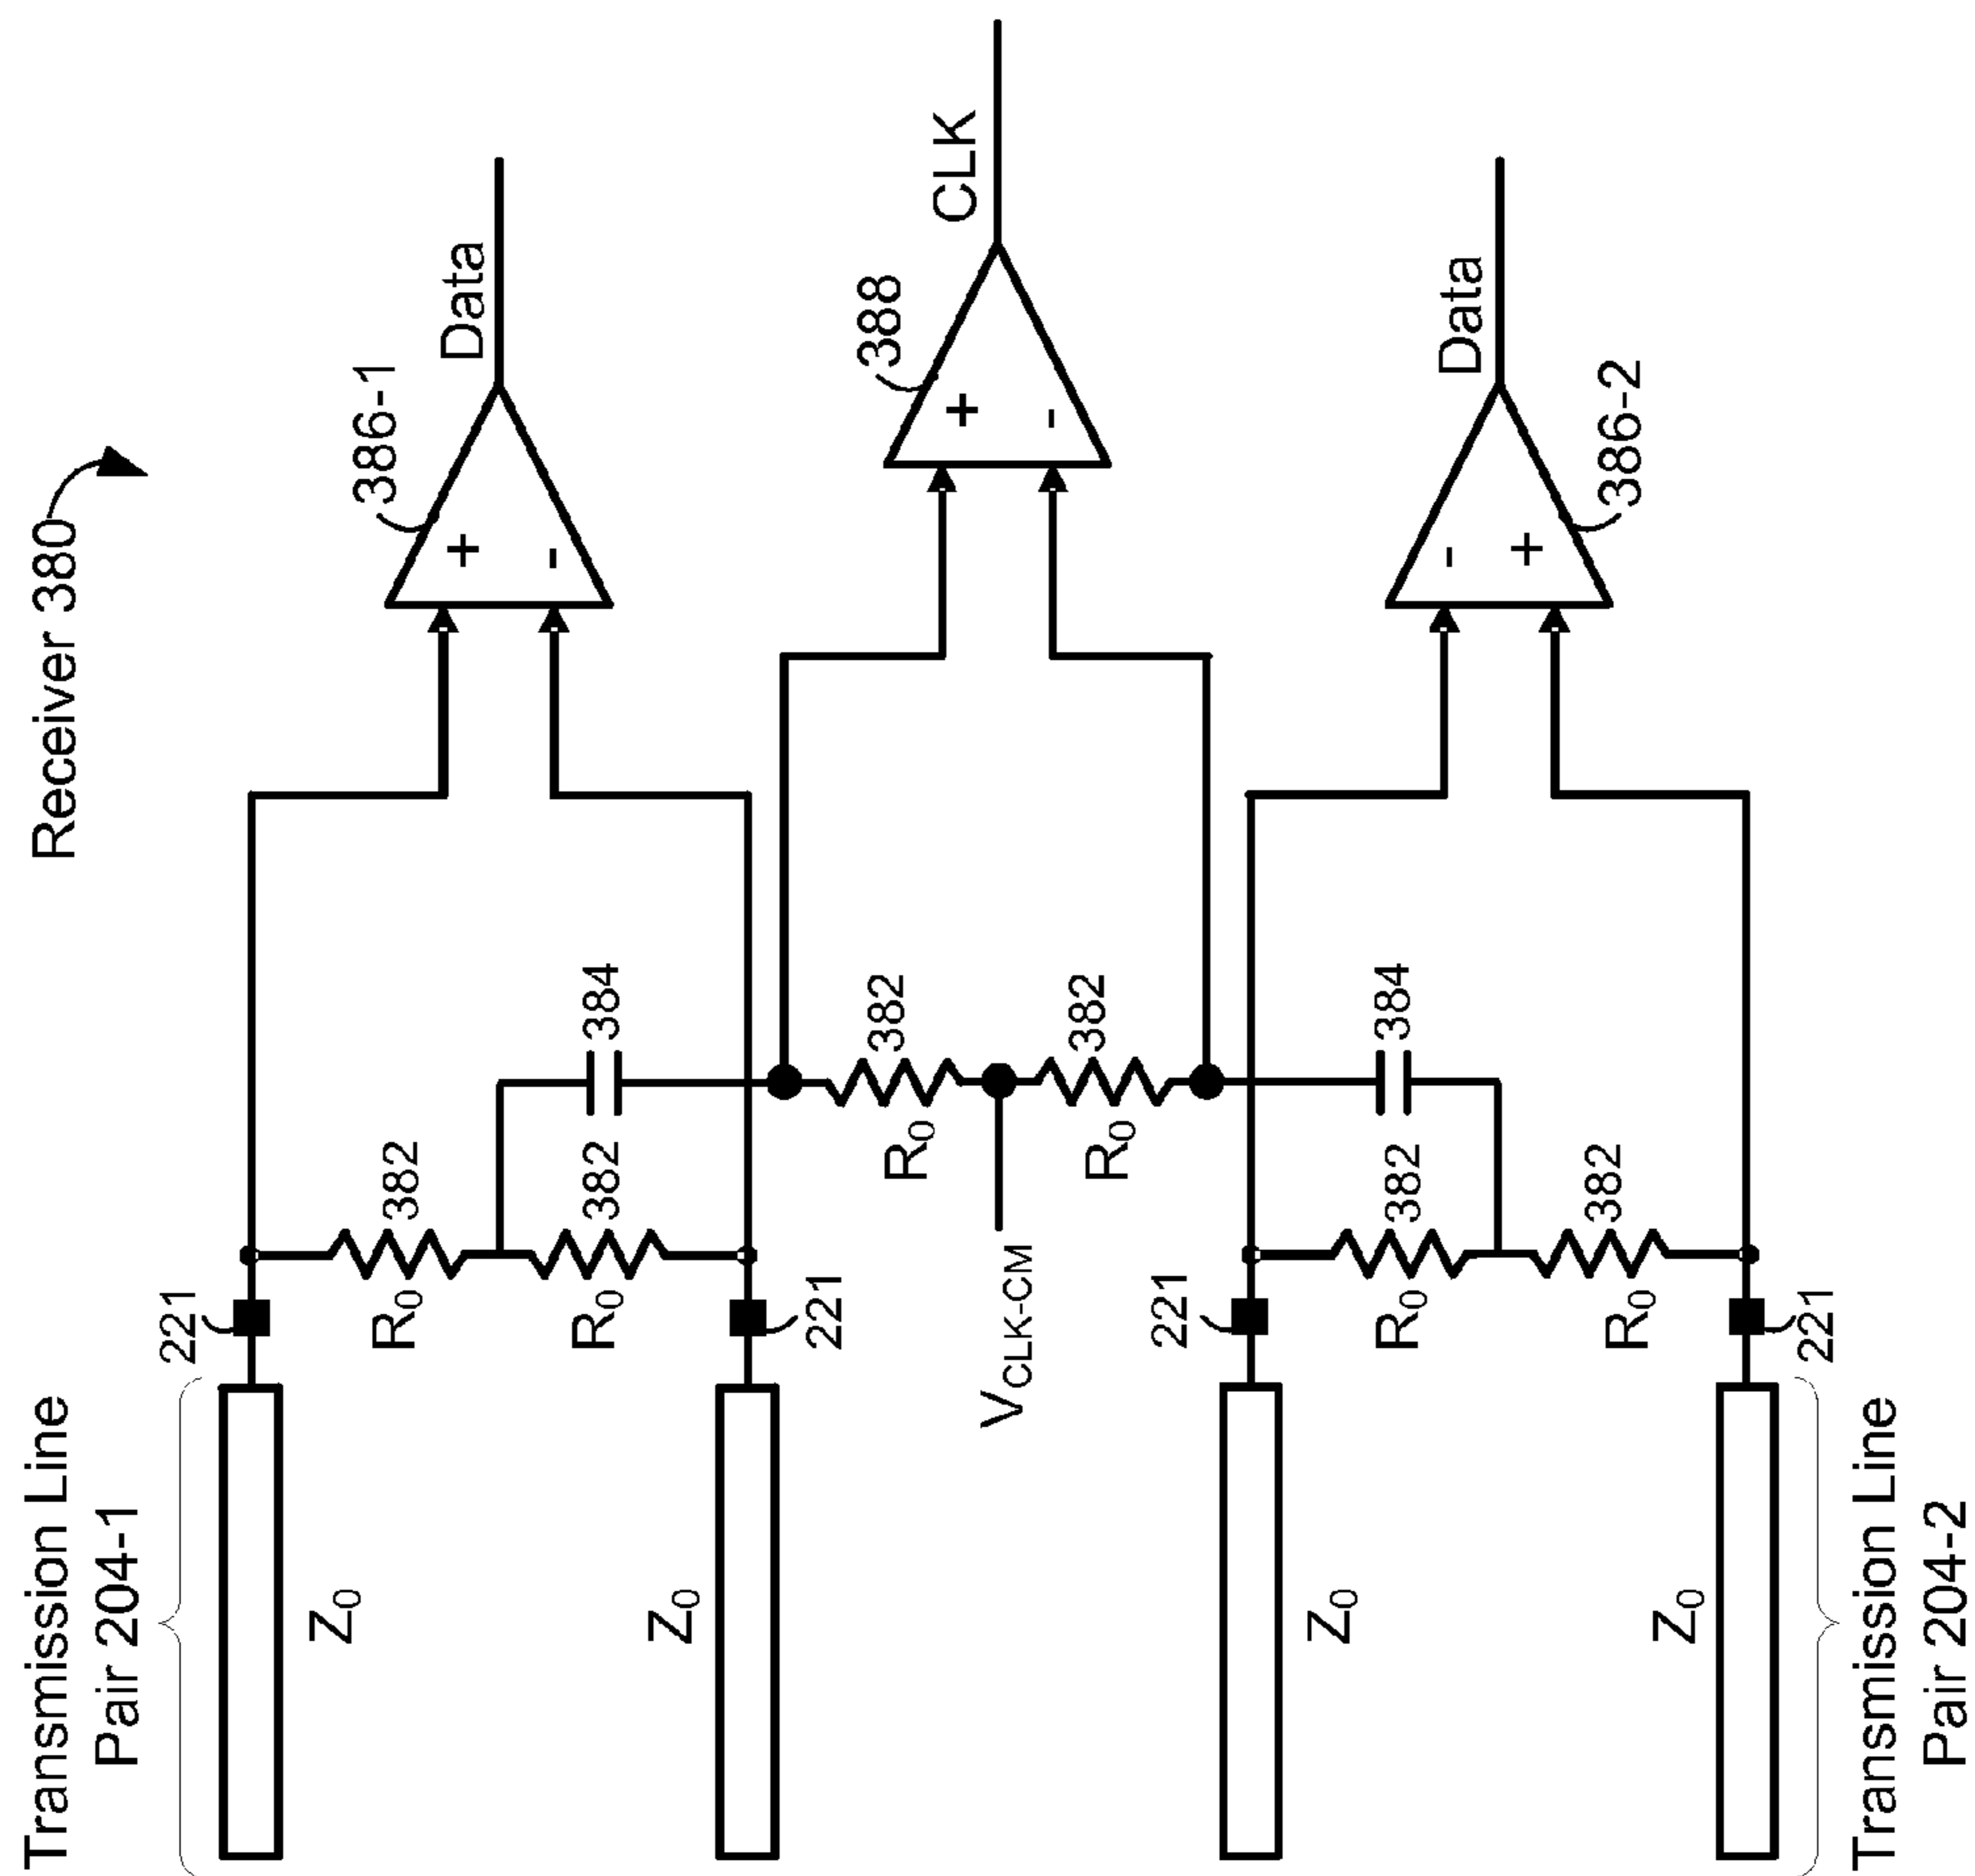 Receiver 380
Transmission Line
Pair 204-1
221
Z0
Z0
221
R0
382
R0
382
384
386-1
+
-
Data
VCLK-CM
R0
382
R0
382
388
+
-
CLK
221
Z0
Z0
221
R0
382
R0
382
384
-
+
386-2
Data
Transmission Line
Pair 204-2